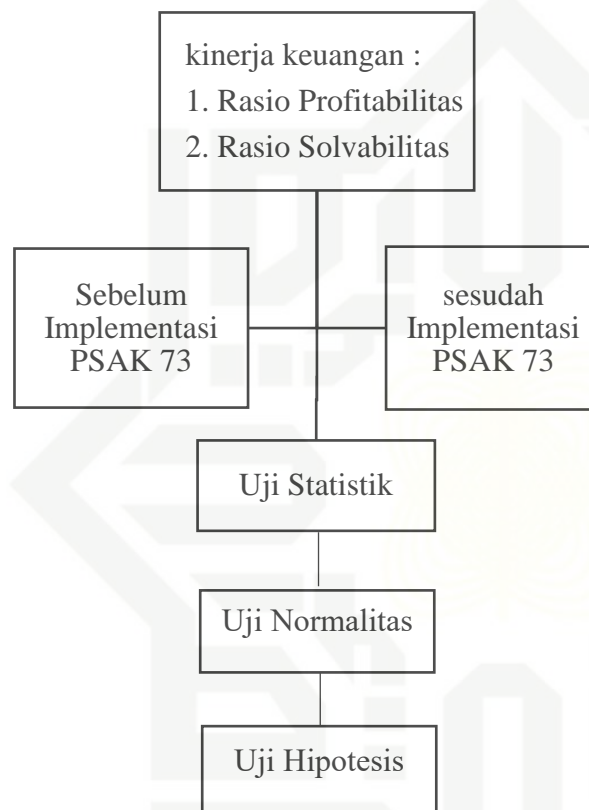 kinerja keuangan :
1. Rasio Profitabilitas
2. Rasio Solvabilitas
Sebelum
Implementasi
PSAK 73
sesudah
Implementasi
PSAK 73
Uji Statistik
Uji Normalitas
Uji Hipotesis